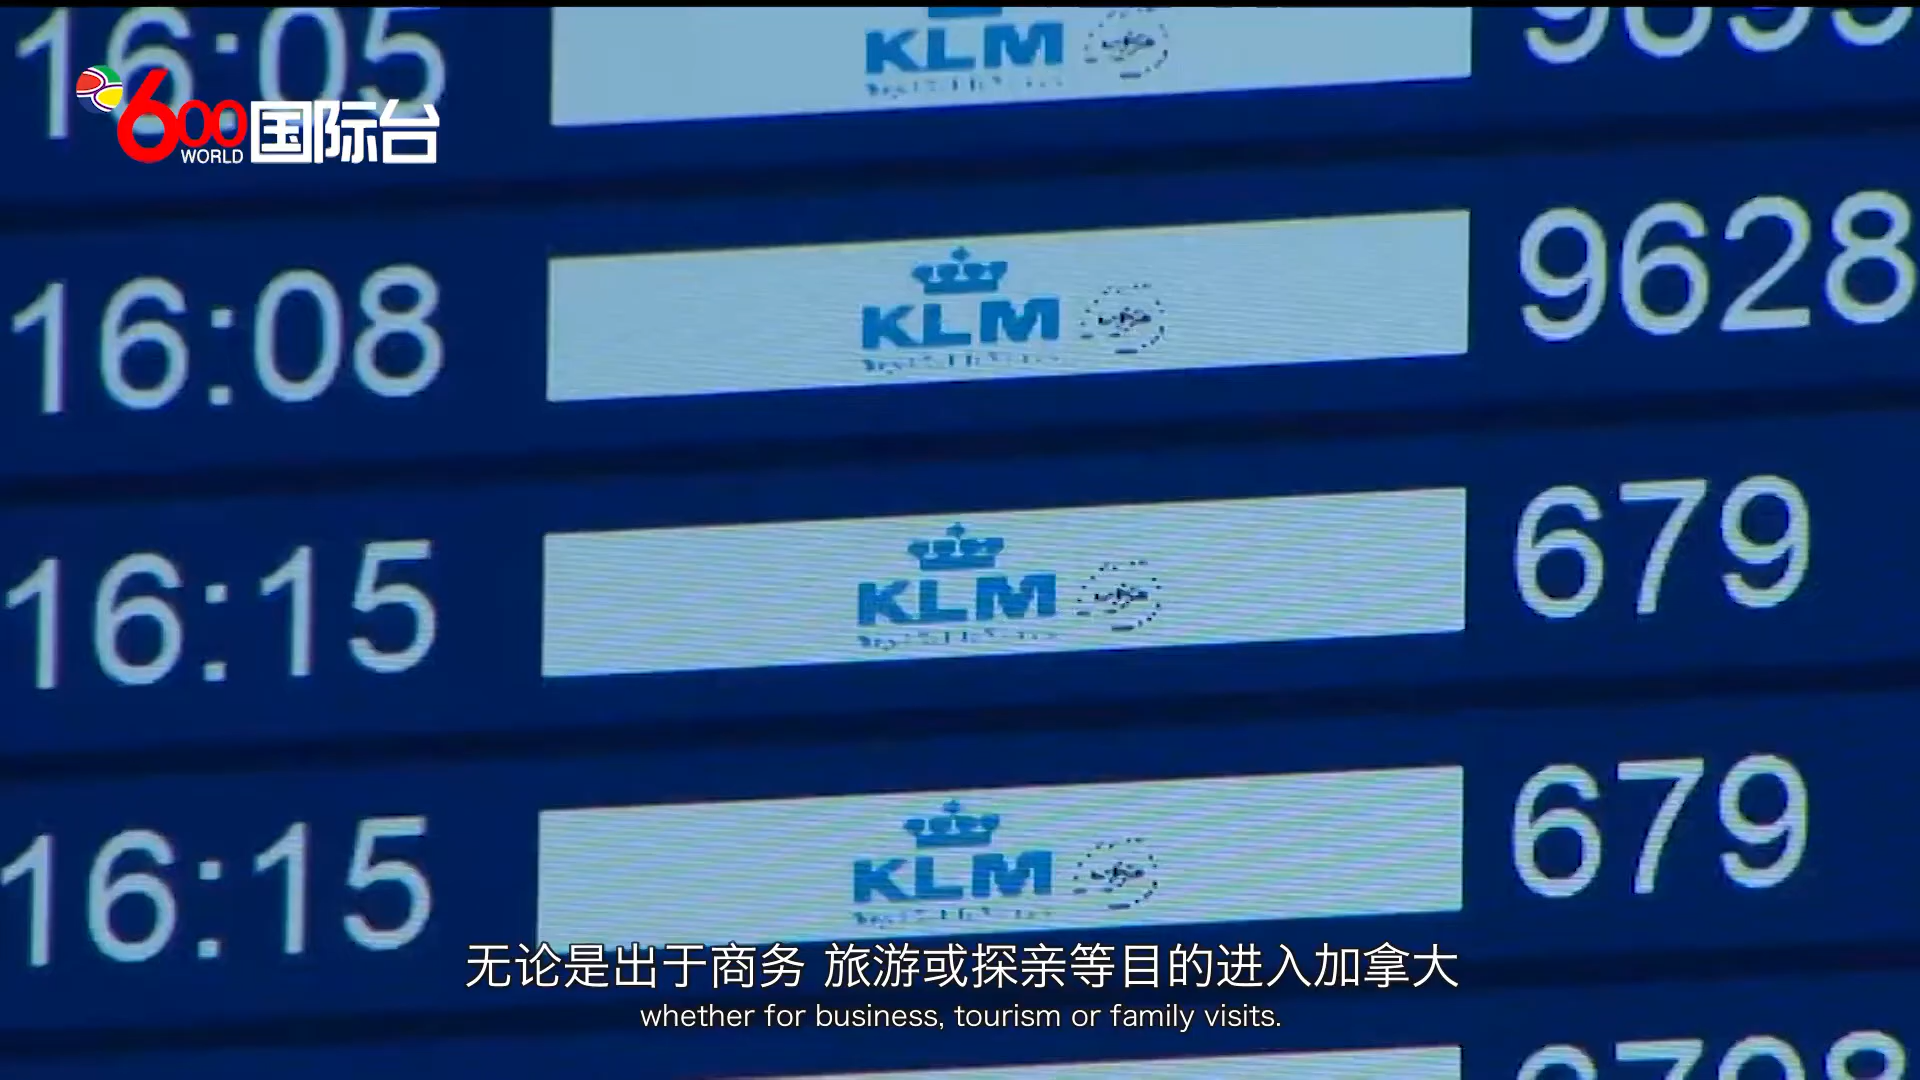 16:05 KLM
600 WORLD 国际台
16:08 KLM 9628
16:15 KLM 679
16:15 KLM 679
无论是出于商务 旅游或探亲等目的进入加拿大
whether for business, tourism or family visits.